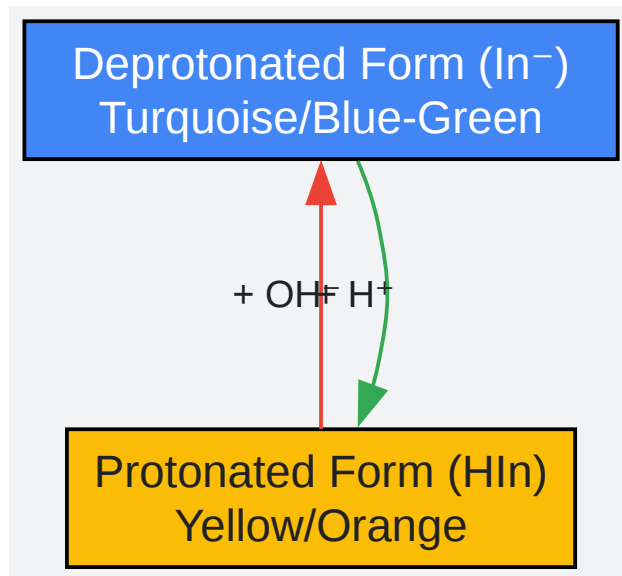 Deprotonated Form (In⁻)
Turquoise/Blue-Green
+ OH⁻
+ H⁺
Protonated Form (HIn)
Yellow/Orange